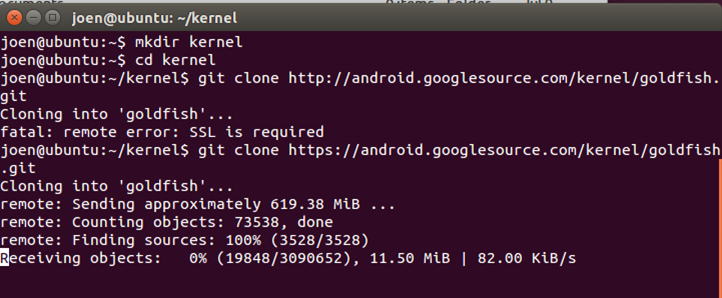 joen@ubuntu: ~/kernel
joen@ubuntu:~$ mkdir kernel
joen@ubuntu:~$ cd kernel
joen@ubuntu:~/kernel$ git clone http://android.googlesource.com/kernel/goldfish.
git
Cloning into 'goldfish'...
fatal: remote error: SSL is required
joen@ubuntu:~/kernel$ git clone https://android.googlesource.com/kernel/goldfish
.git
Cloning into 'goldfish'...
remote: Sending approximately 619.38 MiB ...
remote: Counting objects: 73538, done
remote: Finding sources: 100% (3528/3528)
Receiving objects:   0% (19848/3090652), 11.50 MiB | 82.00 KiB/s